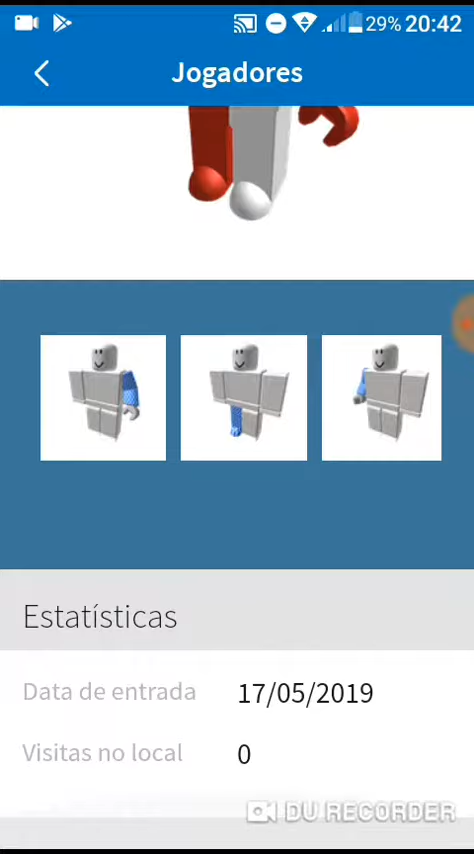 29% 20:42
Jogadores
Estatísticas
Data de entrada 17/05/2019
Visitas no local 0
DU RECORDER